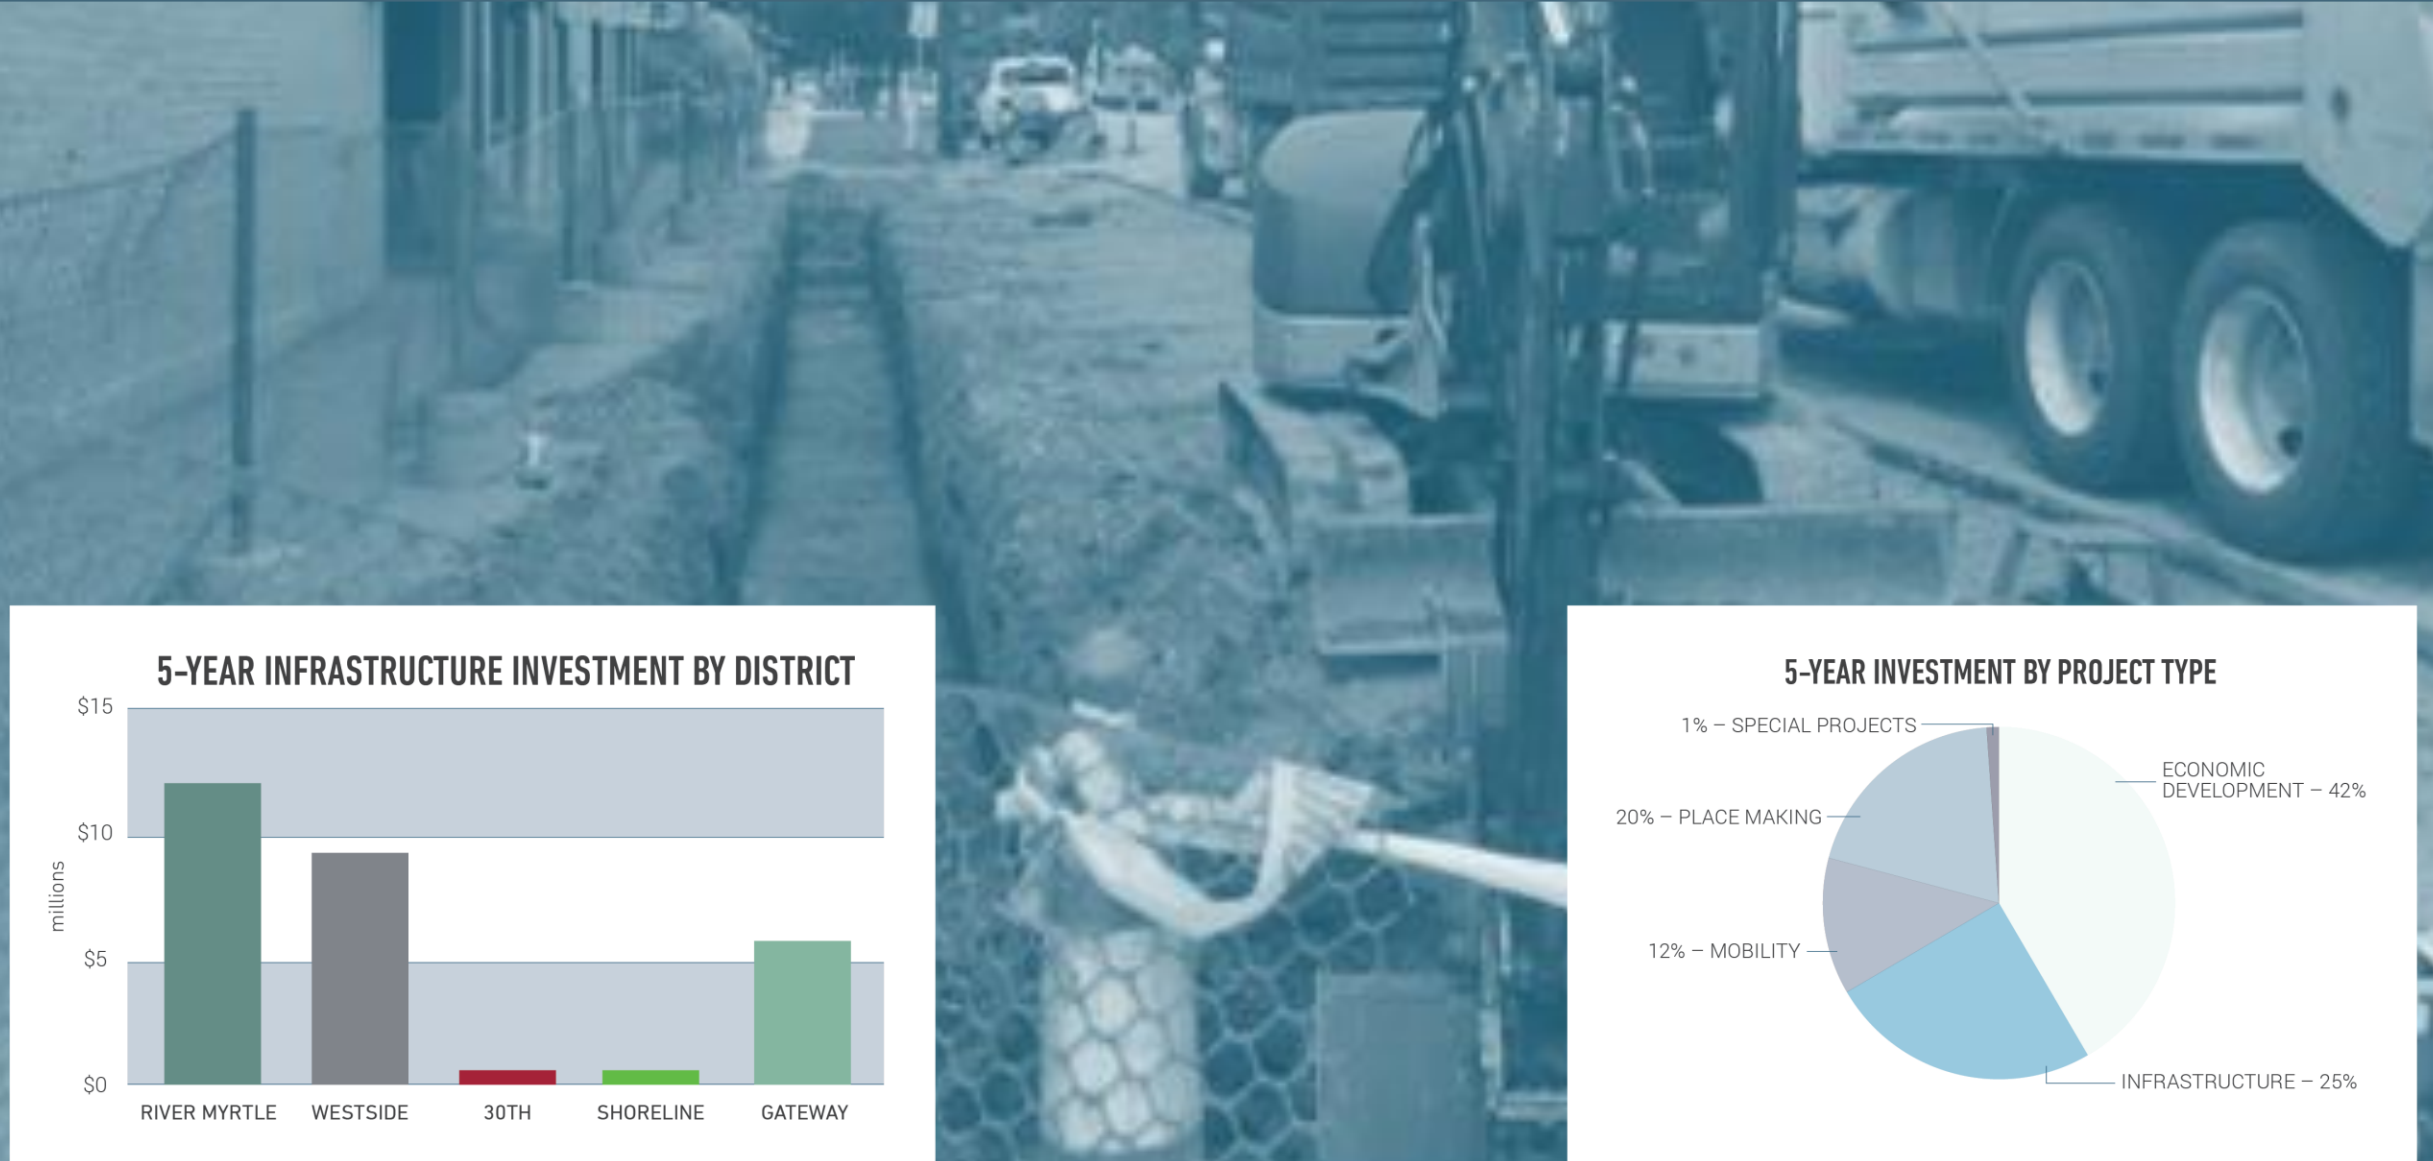 5-YEAR INFRASTRUCTURE INVESTMENT BY DISTRICT
$15
$10
$5
$0
millions
RIVER MYRTLE
WESTSIDE
30TH
SHORELINE
GATEWAY
5-YEAR INVESTMENT BY PROJECT TYPE
1% – SPECIAL PROJECTS
ECONOMIC
DEVELOPMENT – 42%
20% – PLACE MAKING
12% – MOBILITY
INFRASTRUCTURE – 25%